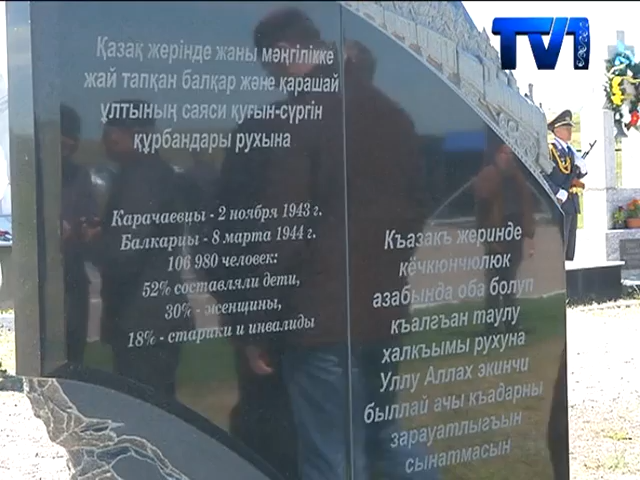 TV1
Қазақ жерінде жаны мәңгілікке
жай тапқан балқар және қарашай
ұлтының саяси қуғын-сүргін
құрбандары рухына
Карачаевцы - 2 ноября 1943 г.
Балкарцы - 8 марта 1944 г.
106 980 человек:
52% составляли дети,
30% - женщины,
18% - старики и инвалиды
Къазакъ жеринде
кёчкюнчюлюк
азабында оба болуп
къалгъан таулу
халкъымы рухуна
Уллу Аллах экинчи
быллай ачы къадарны
зарауатлыгъын
сынатмасын